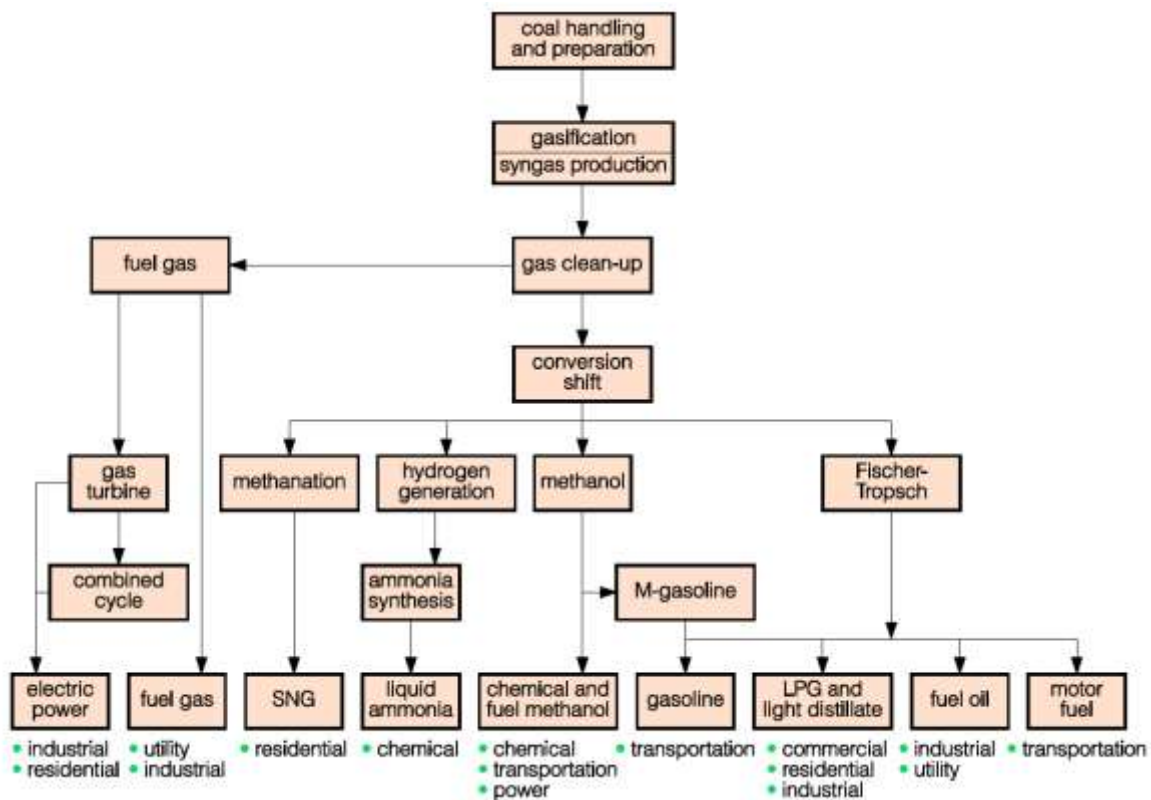 coal handling
and preparation
gasification
syngas production
fuel gas
gas clean-up
conversion
shift
gas
turbine
methanation
hydrogen
generation
methanol
Fischer-
Tropsch
combined
cycle
ammonia
synthesis
M-gasoline
electric
power
fuel gas
SNG
liquid
ammonia
chemical and
fuel methanol
gasoline
LPG and
light distillate
fuel oil
motor
fuel
• industrial
• residential
• utility
• industrial
• residential
• chemical
• chemical
• transportation
• power
• transportation
• commercial
• residential
• industrial
• industrial
• utility
• transportation